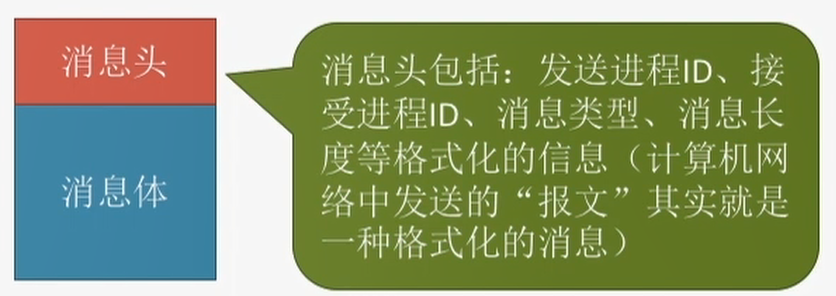 消息头
消息体
消息头包括：发送进程ID、接
受进程ID、消息类型、消息长
度等格式化的信息（计算机网
络中发送的“报文”其实就是
一种格式化的消息）